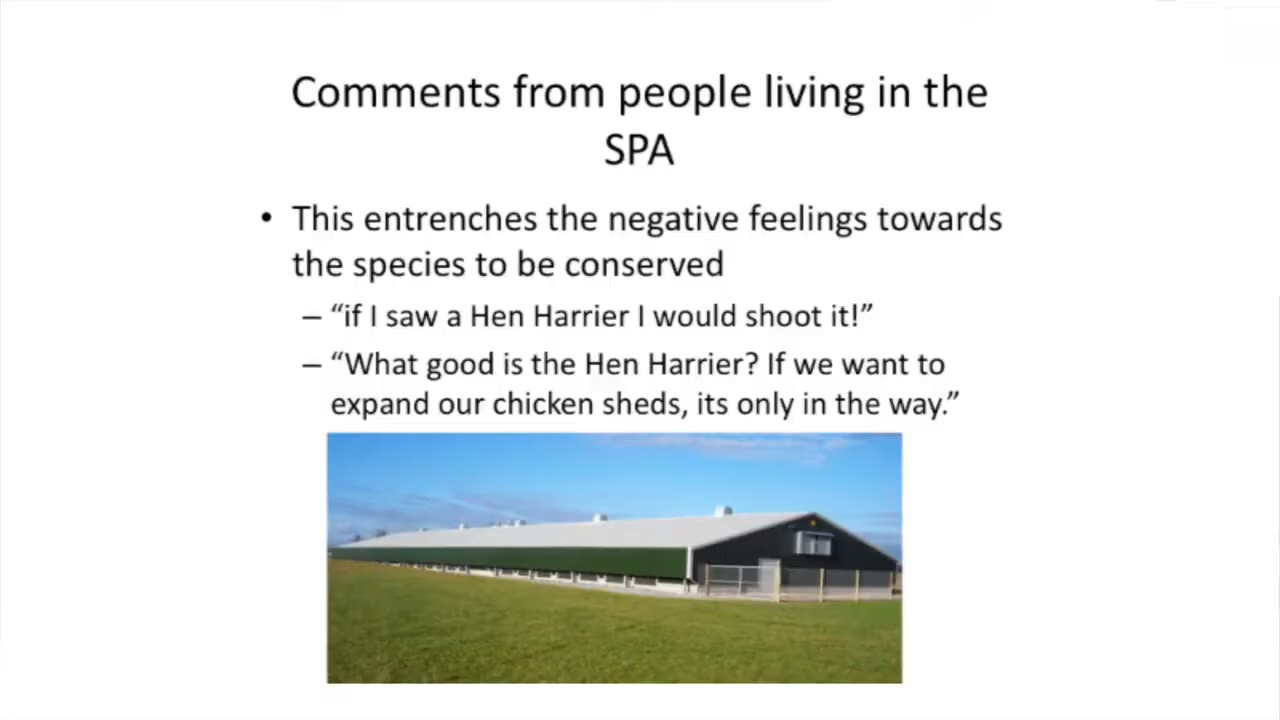 Comments from people living in the
SPA
• This entrenches the negative feelings towards
the species to be conserved
– “if I saw a Hen Harrier I would shoot it!”
– “What good is the Hen Harrier? If we want to
expand our chicken sheds, its only in the way.”